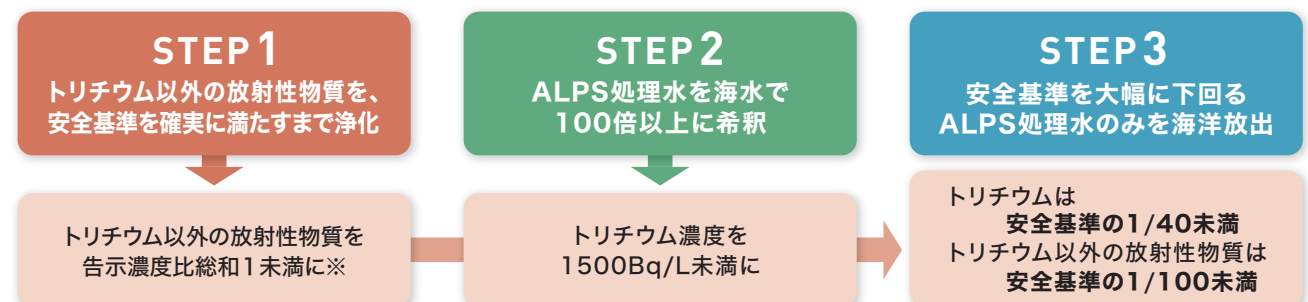 STEP 1
トリチウム以外の放射性物質を、
安全基準を確実に満たすまで浄化
トリチウム以外の放射性物質を
告示濃度比総和1未満に※
STEP 2
ALPS処理水を海水で
100倍以上に希釈
トリチウム濃度を
1500Bq/L未満に
STEP 3
安全基準を大幅に下回る
ALPS処理水のみを海洋放出
トリチウムは
安全基準の1/40未満
トリチウム以外の放射性物質は
安全基準の1/100未満